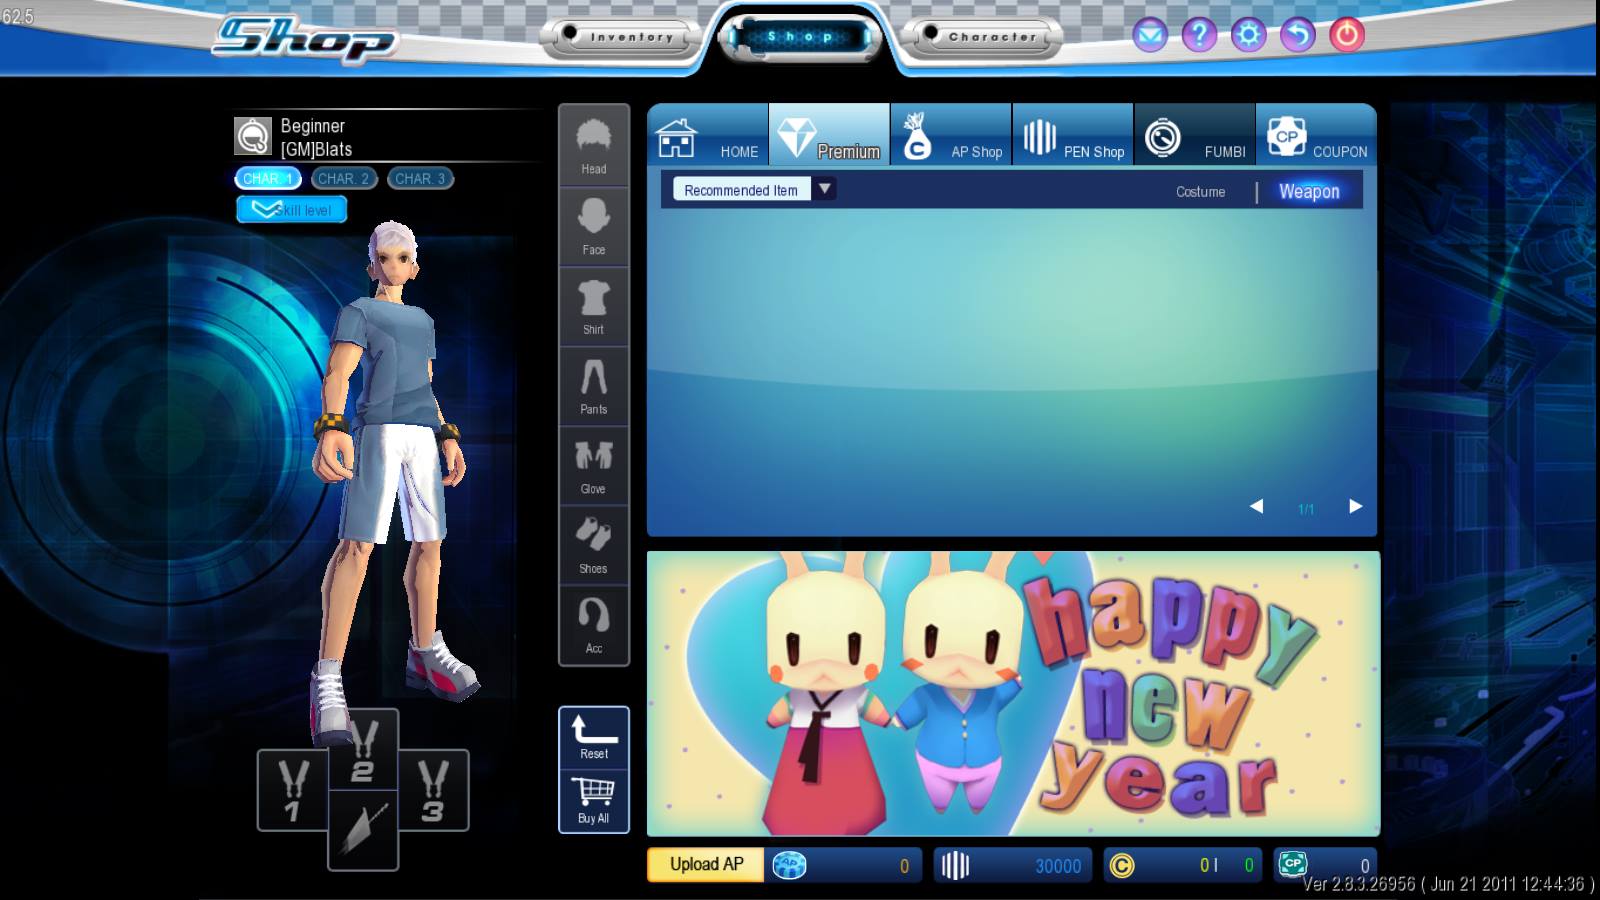 62.5
Shop
Inventory
Shop
Character
Beginner
[GM]Blats
CHAR. 1
CHAR. 2
CHAR. 3
Skill level
Head
Face
Shirt
Pants
Glove
Shoes
Acc
Reset
Buy All
1
2
3
HOME
Premium
AP Shop
PEN Shop
FUMBI
CP
COUPON
Recommended Item
Costume
Weapon
1/1
happy
new
year
Upload AP
AP
0
30000
0 | 0
CP
0
Ver 2.8.3.26956 ( Jun 21 2011 12:44:36 )